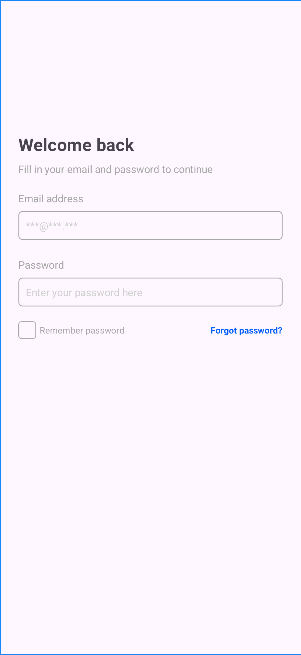 Welcome back
Fill in your email and password to continue
Email address
***@***.***
Password
Enter your password here
Remember password
Forgot password?